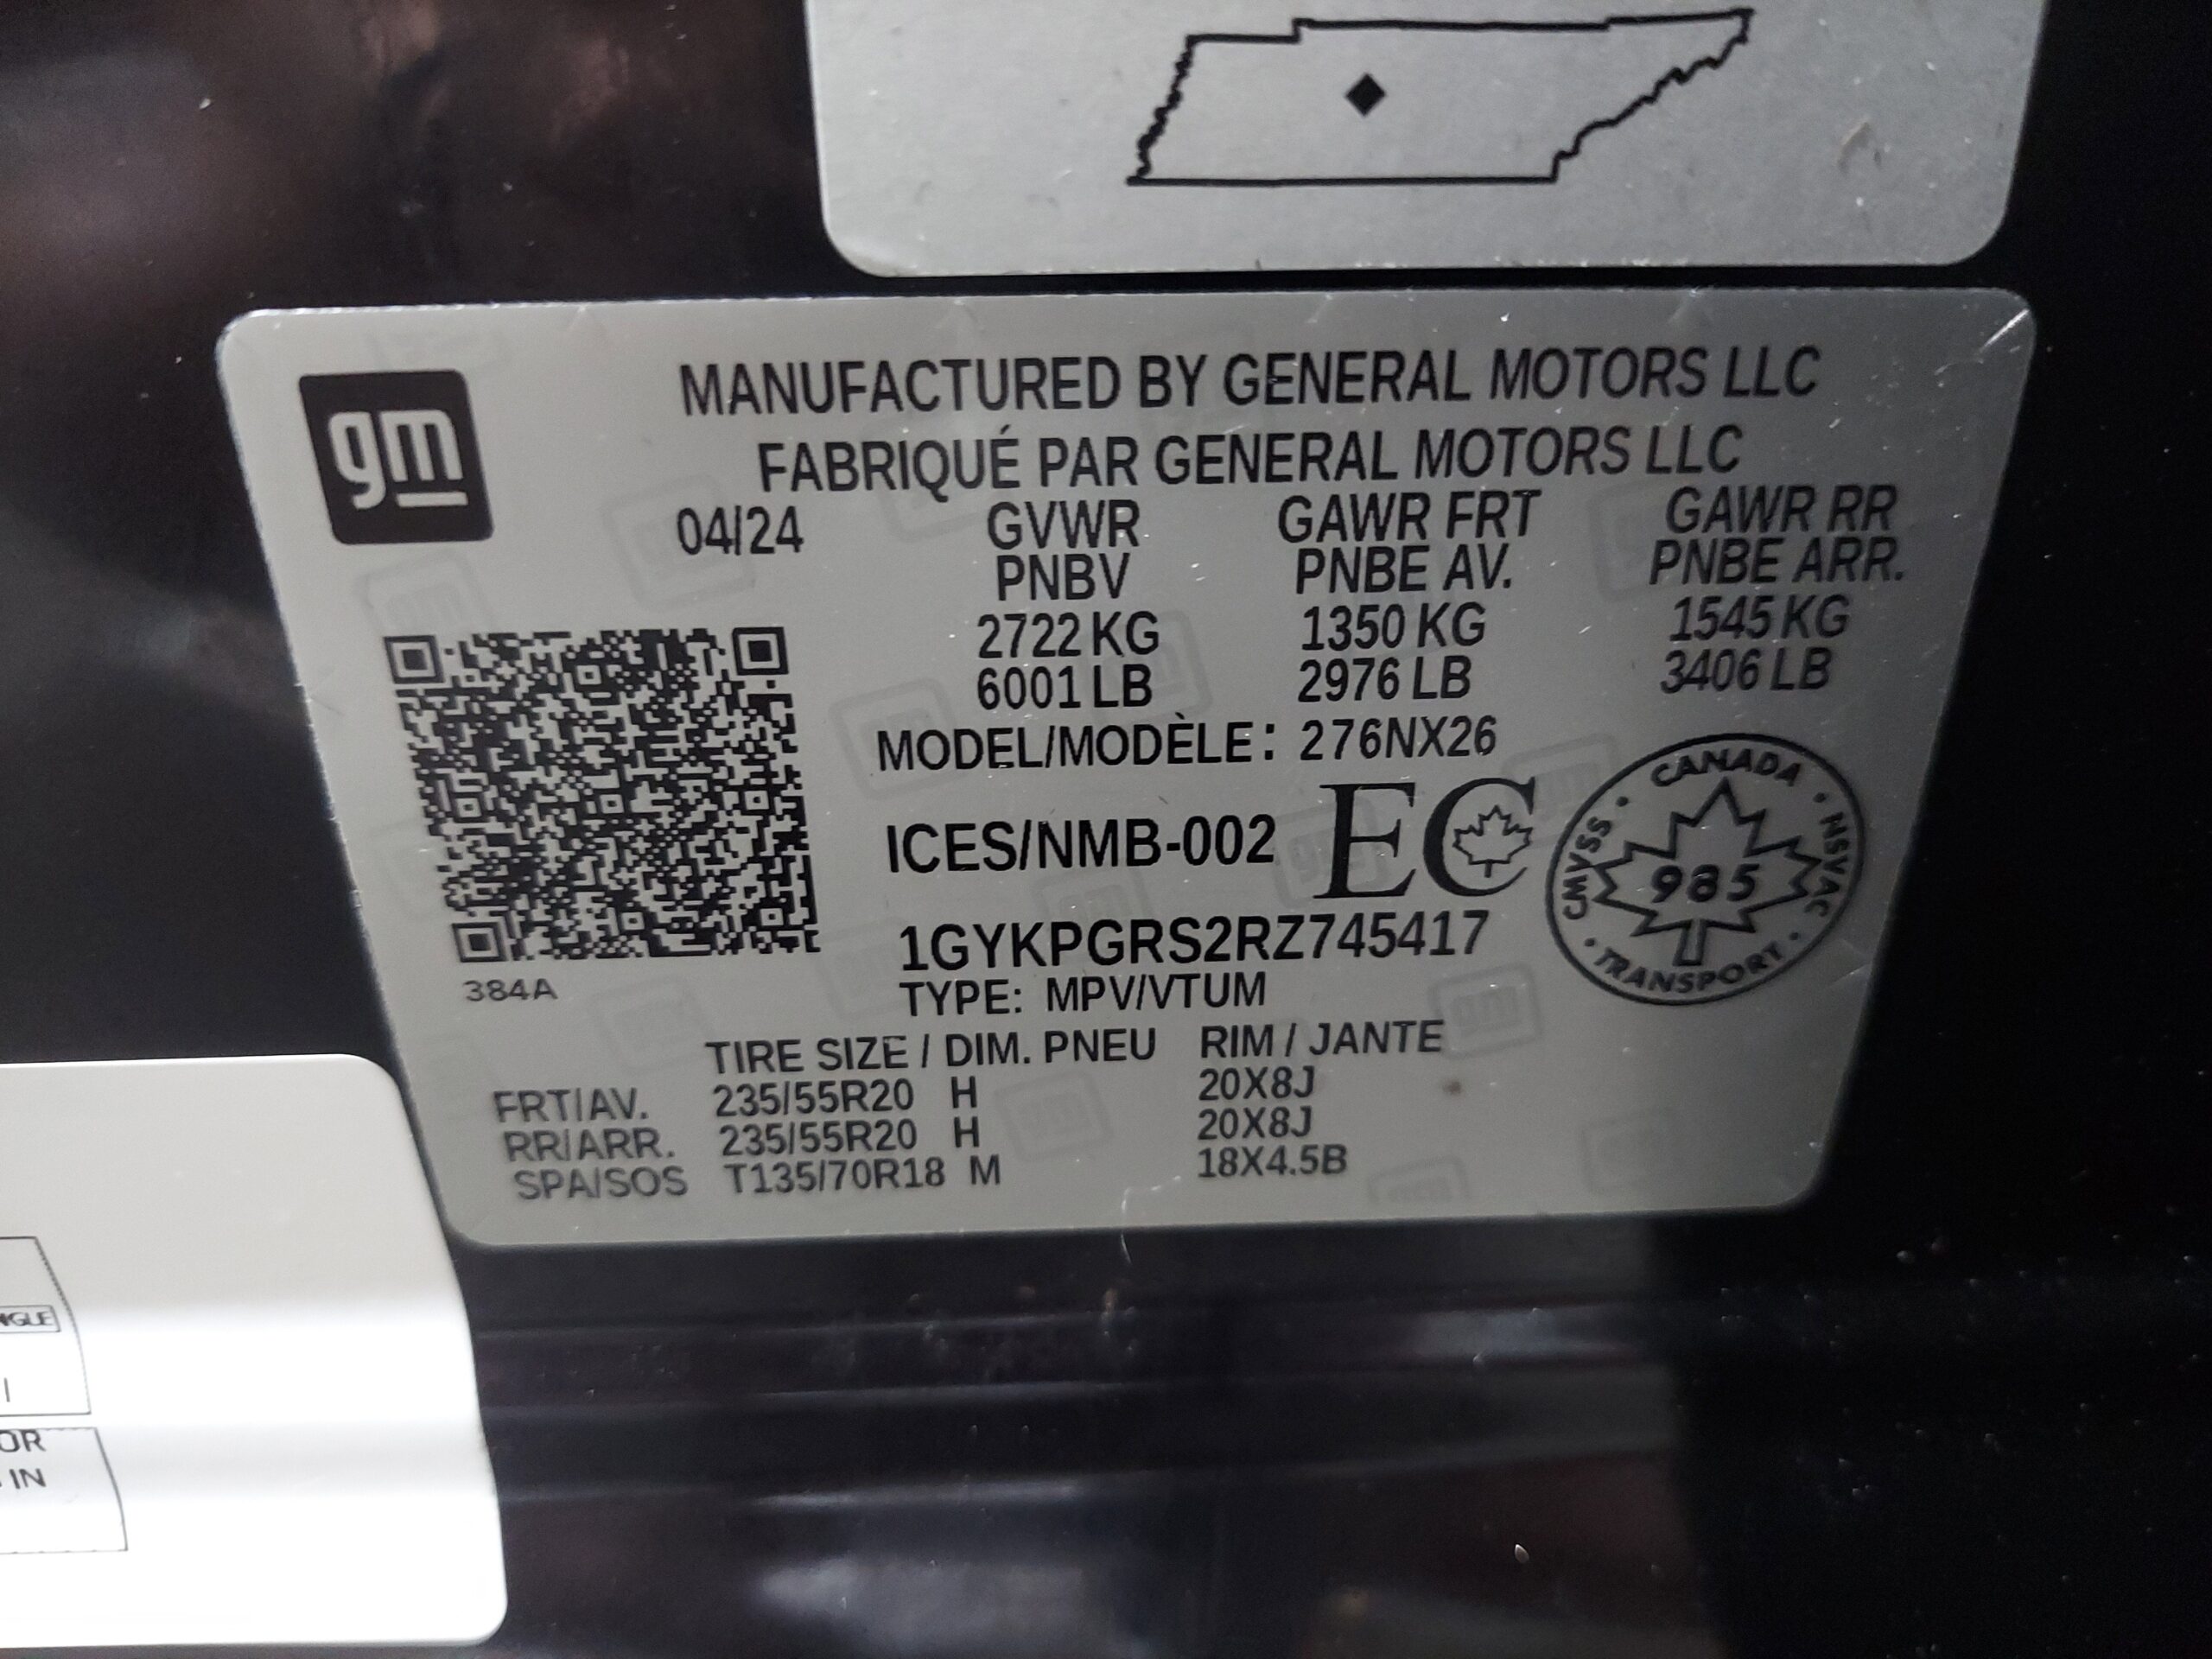 gm
MANUFACTURED BY GENERAL MOTORS LLC
FABRIQUÉ PAR GENERAL MOTORS LLC
04/24 GVWR GAWR FRT GAWR RR
PNBV PNBE AV. PNBE ARR.
2722 KG 1350 KG 1545 KG
6001 LB 2976 LB 3406 LB
MODEL/MODÈLE: 276NX26
ICES/NMB-002 EC
CANADA · NSVAC · TRANSPORT · CMVSS ·
985
1GYKPGRS2RZ745417
384A
TYPE: MPV/VTUM
TIRE SIZE / DIM. PNEU RIM / JANTE
FRT/AV. 235/55R20 H 20X8J
RR/ARR. 235/55R20 H 20X8J
SPA/SOS T135/70R18 M 18X4.5B
OR
IN